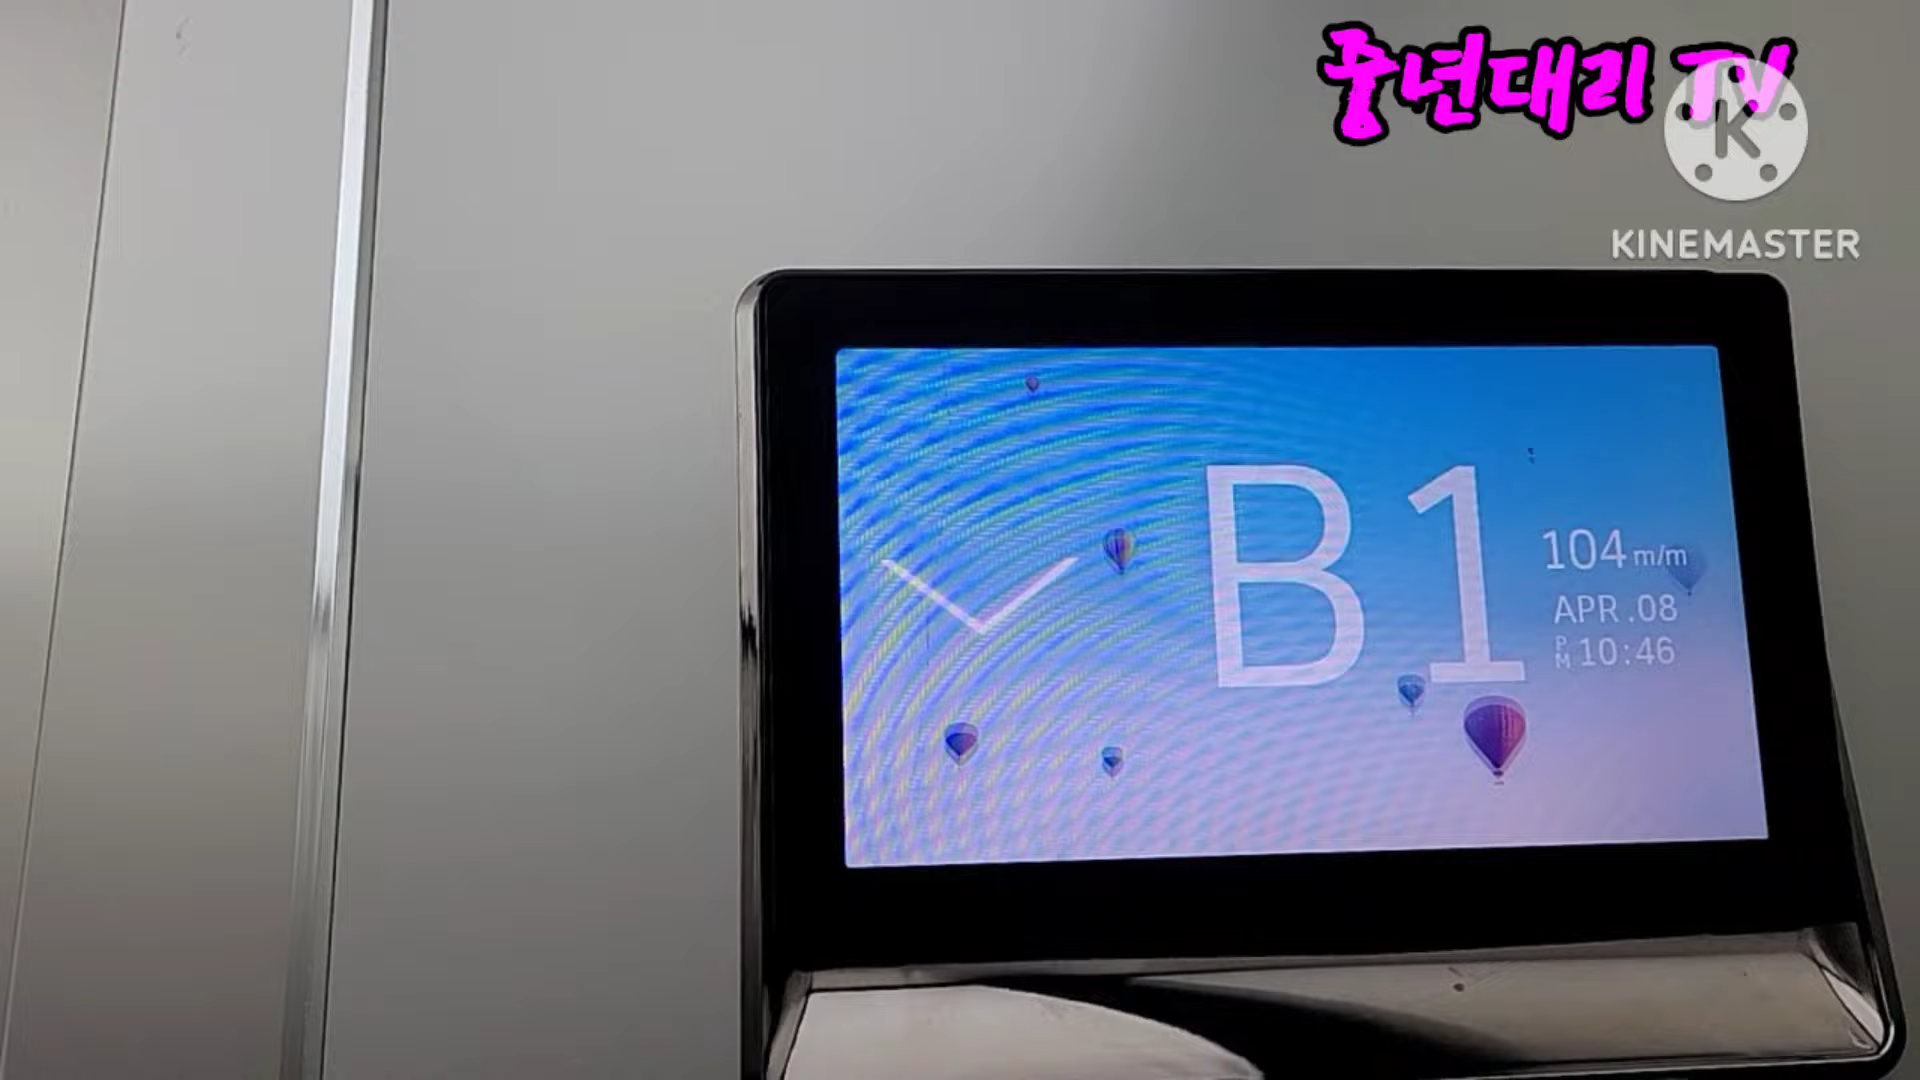 중년대리 TV
K
KINEMASTER
B1
104 m/m
APR.08
PM 10:46